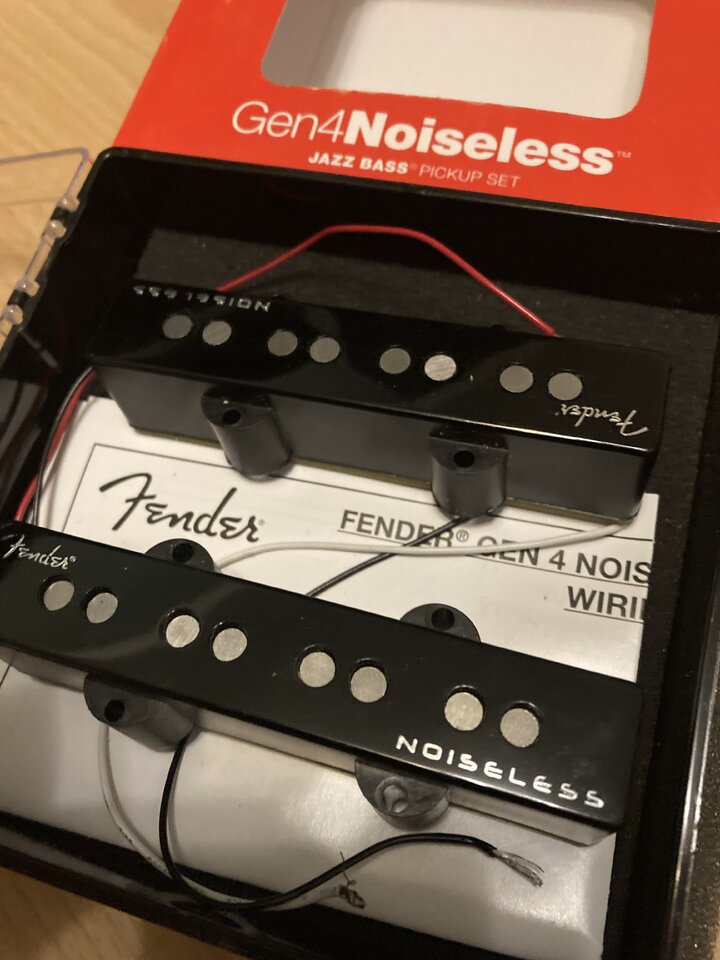 Gen4Noiseless™
JAZZ BASS® PICKUP SET
NOISELESS
Fender
Fender®
FENDER® GEN 4 NOIS
WIRI
Fender®
NOISELESS